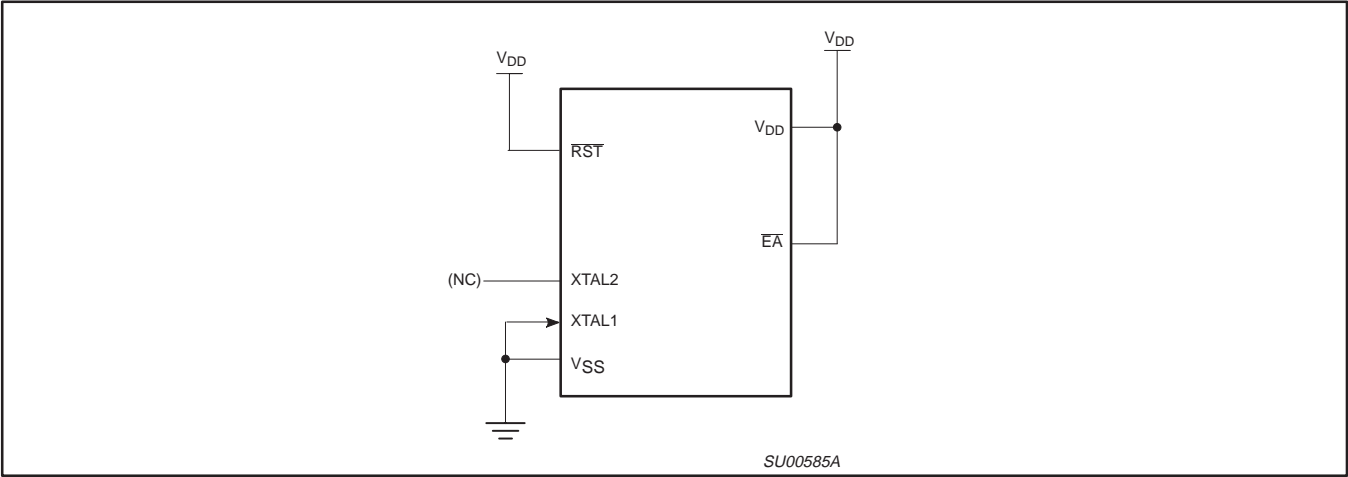 VDD
VDD
VDD
RST
EA
(NC)
XTAL2
XTAL1
VSS
SU00585A